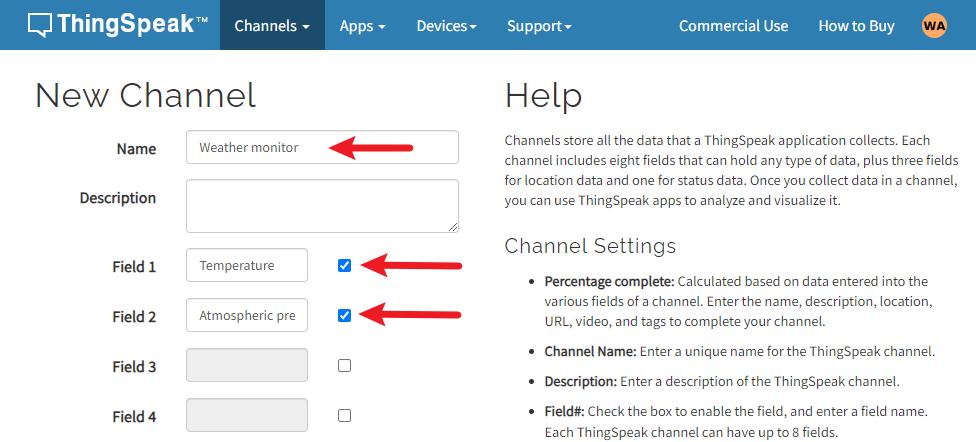 ThingSpeak™ Channels Apps Devices Support Commercial Use How to Buy WA
New Channel
Name Weather monitor
Description
Field 1 Temperature
Field 2 Atmospheric pre
Field 3
Field 4
Help
Channels store all the data that a ThingSpeak application collects. Each
channel includes eight fields that can hold any type of data, plus three fields
for location data and one for status data. Once you collect data in a channel,
you can use ThingSpeak apps to analyze and visualize it.
Channel Settings
• Percentage complete: Calculated based on data entered into the
various fields of a channel. Enter the name, description, location,
URL, video, and tags to complete your channel.
• Channel Name: Enter a unique name for the ThingSpeak channel.
• Description: Enter a description of the ThingSpeak channel.
• Field#: Check the box to enable the field, and enter a field name.
Each ThingSpeak channel can have up to 8 fields.